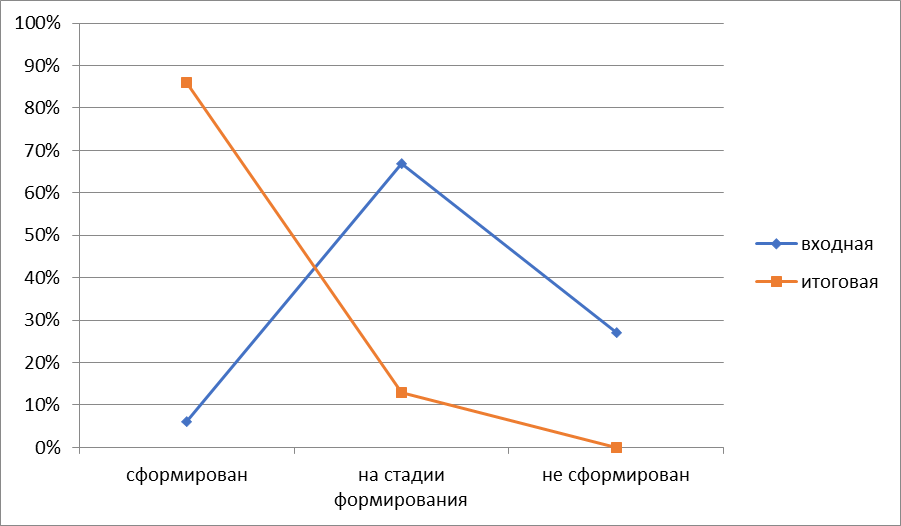 100%
90%
80%
70%
60%
50%
40%
30%
20%
10%
0%
сформирован
на стадии
формирования
не сформирован
входная
итоговая